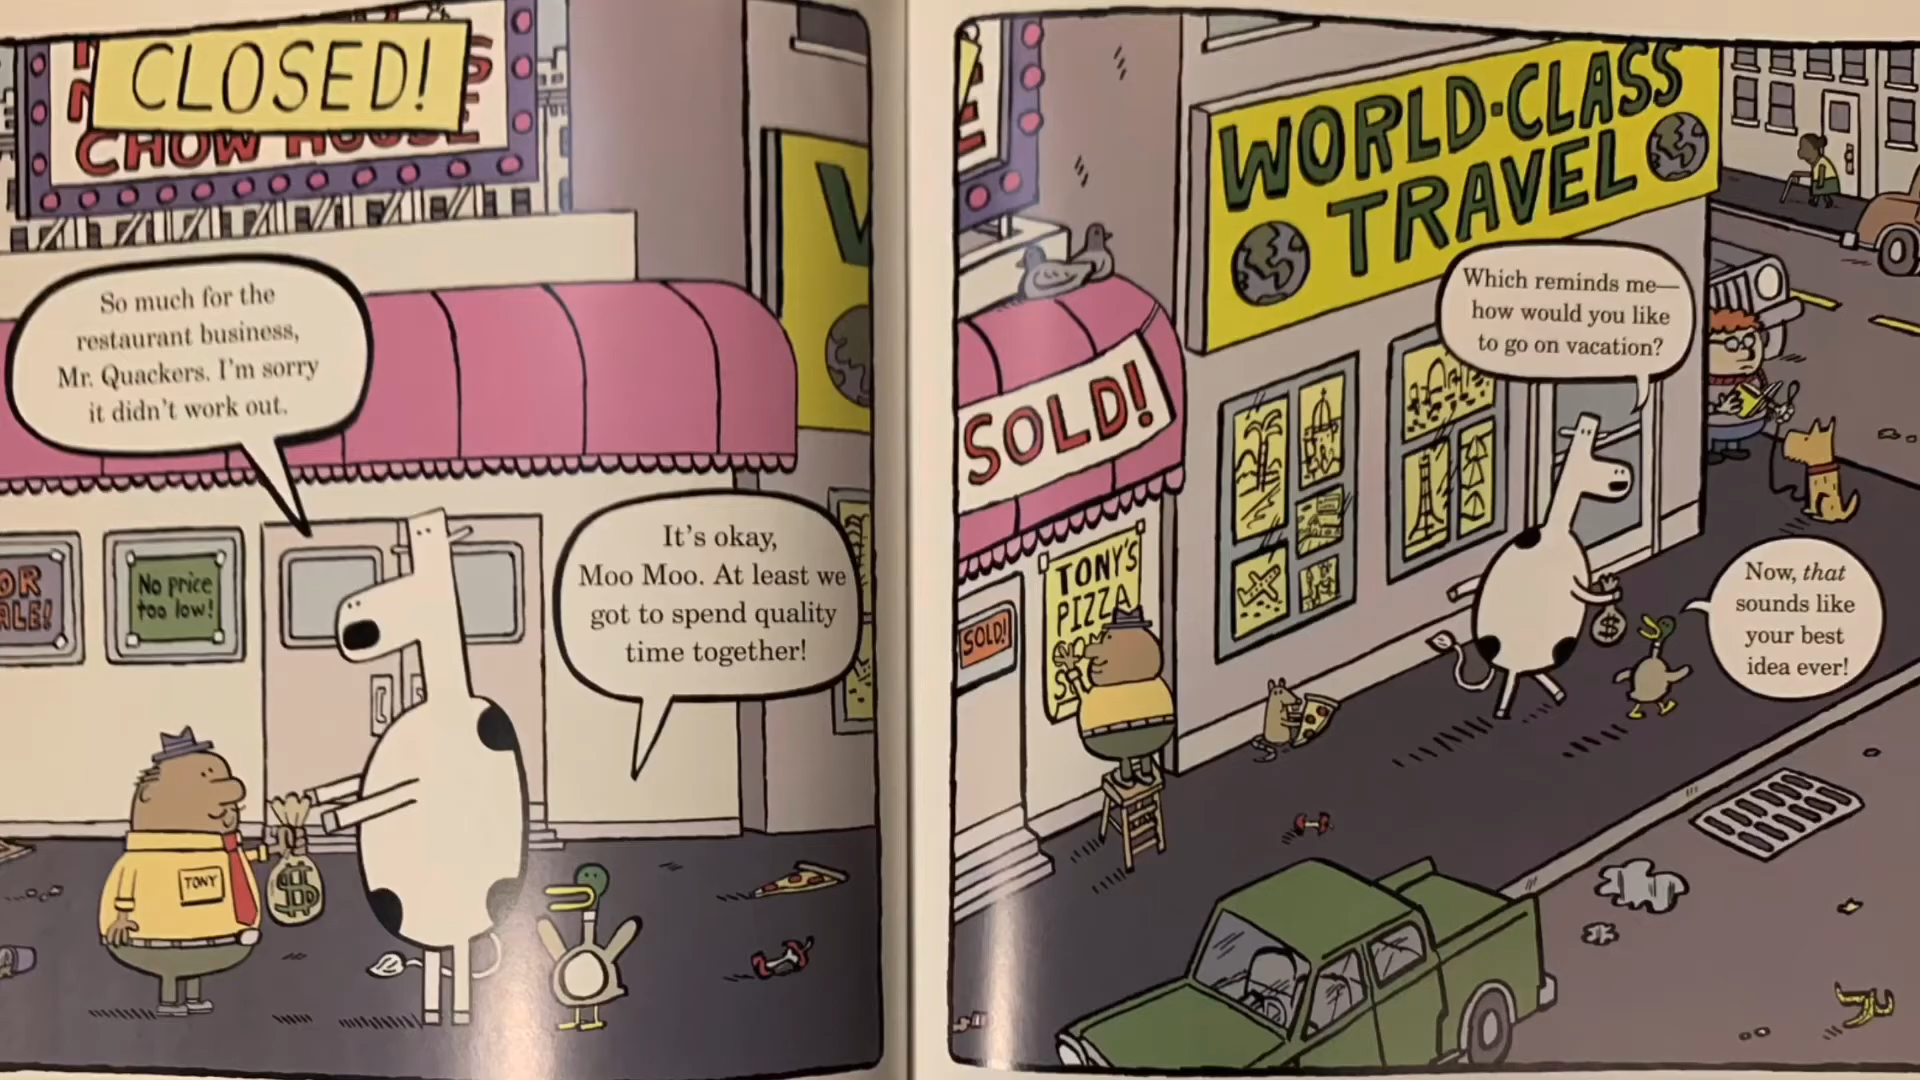 CLOSED!
CHOW HOUSE
So much for the
restaurant business,
Mr. Quackers. I'm sorry
it didn't work out.
It's okay,
Moo Moo. At least we
got to spend quality
time together!
No price
too low!
TONY
$
WORLD-CLASS
TRAVEL
Which reminds me—
how would you like
to go on vacation?
SOLD!
TONY'S
PIZZA
SOLD!
$
Now, that
sounds like
your best
idea ever!